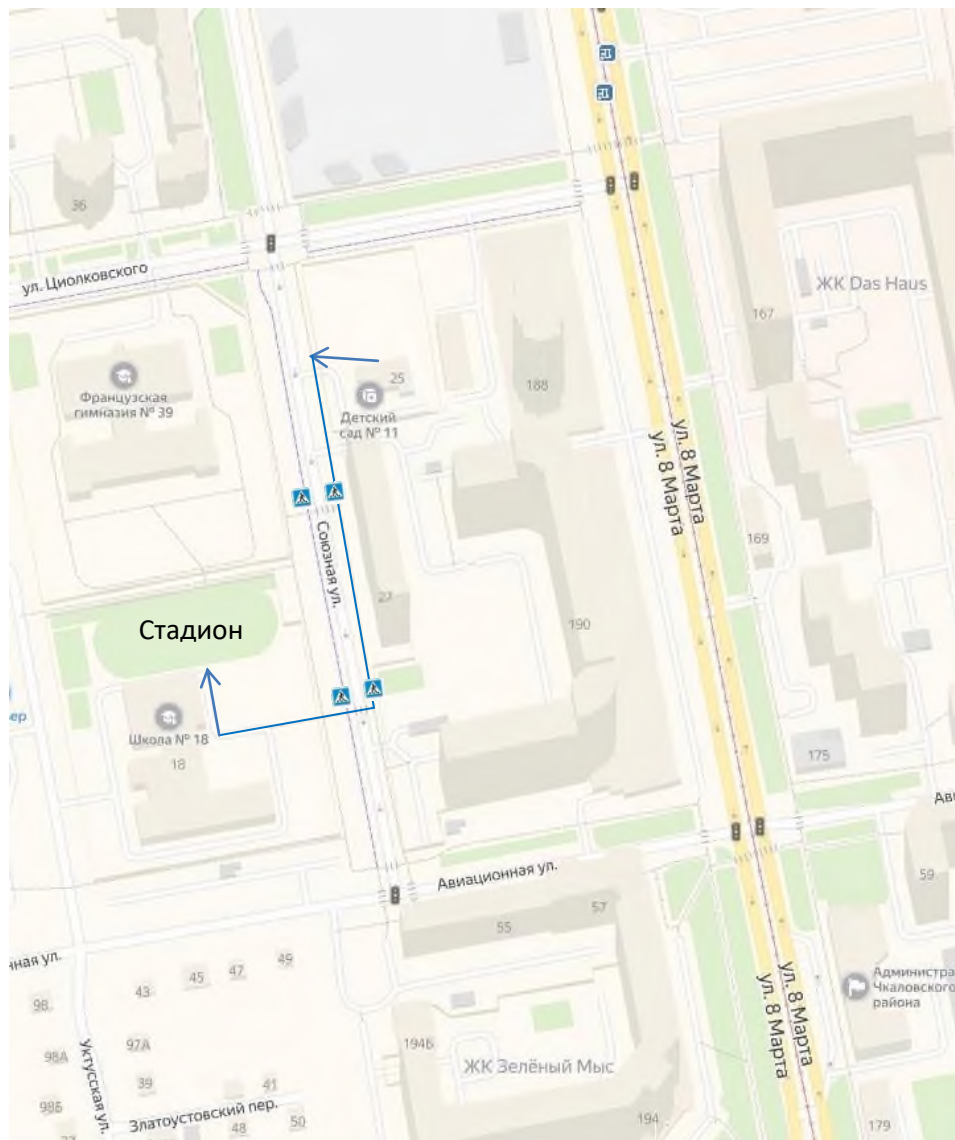 36
ул. Циолковского
ЖК Das Haus
167
Французская
гимназия № 39
25
Детский
сад № 11
188
ул. 8 Марта
ул. 8 Марта
Союзная ул.
169
27
190
Стадион
ер
Школа № 18
18
175
Ави
Авиационная ул.
59
57
55
нная ул.
49
47
45
43
98
Администра
Чкаловского
района
ул. 8 Марта
ул. 8 Марта
97А
98А
Уктусская ул.
194Б
ЖК Зелёный Мыс
39
41
98Б
Златоустовский пер.
48
50
194
179